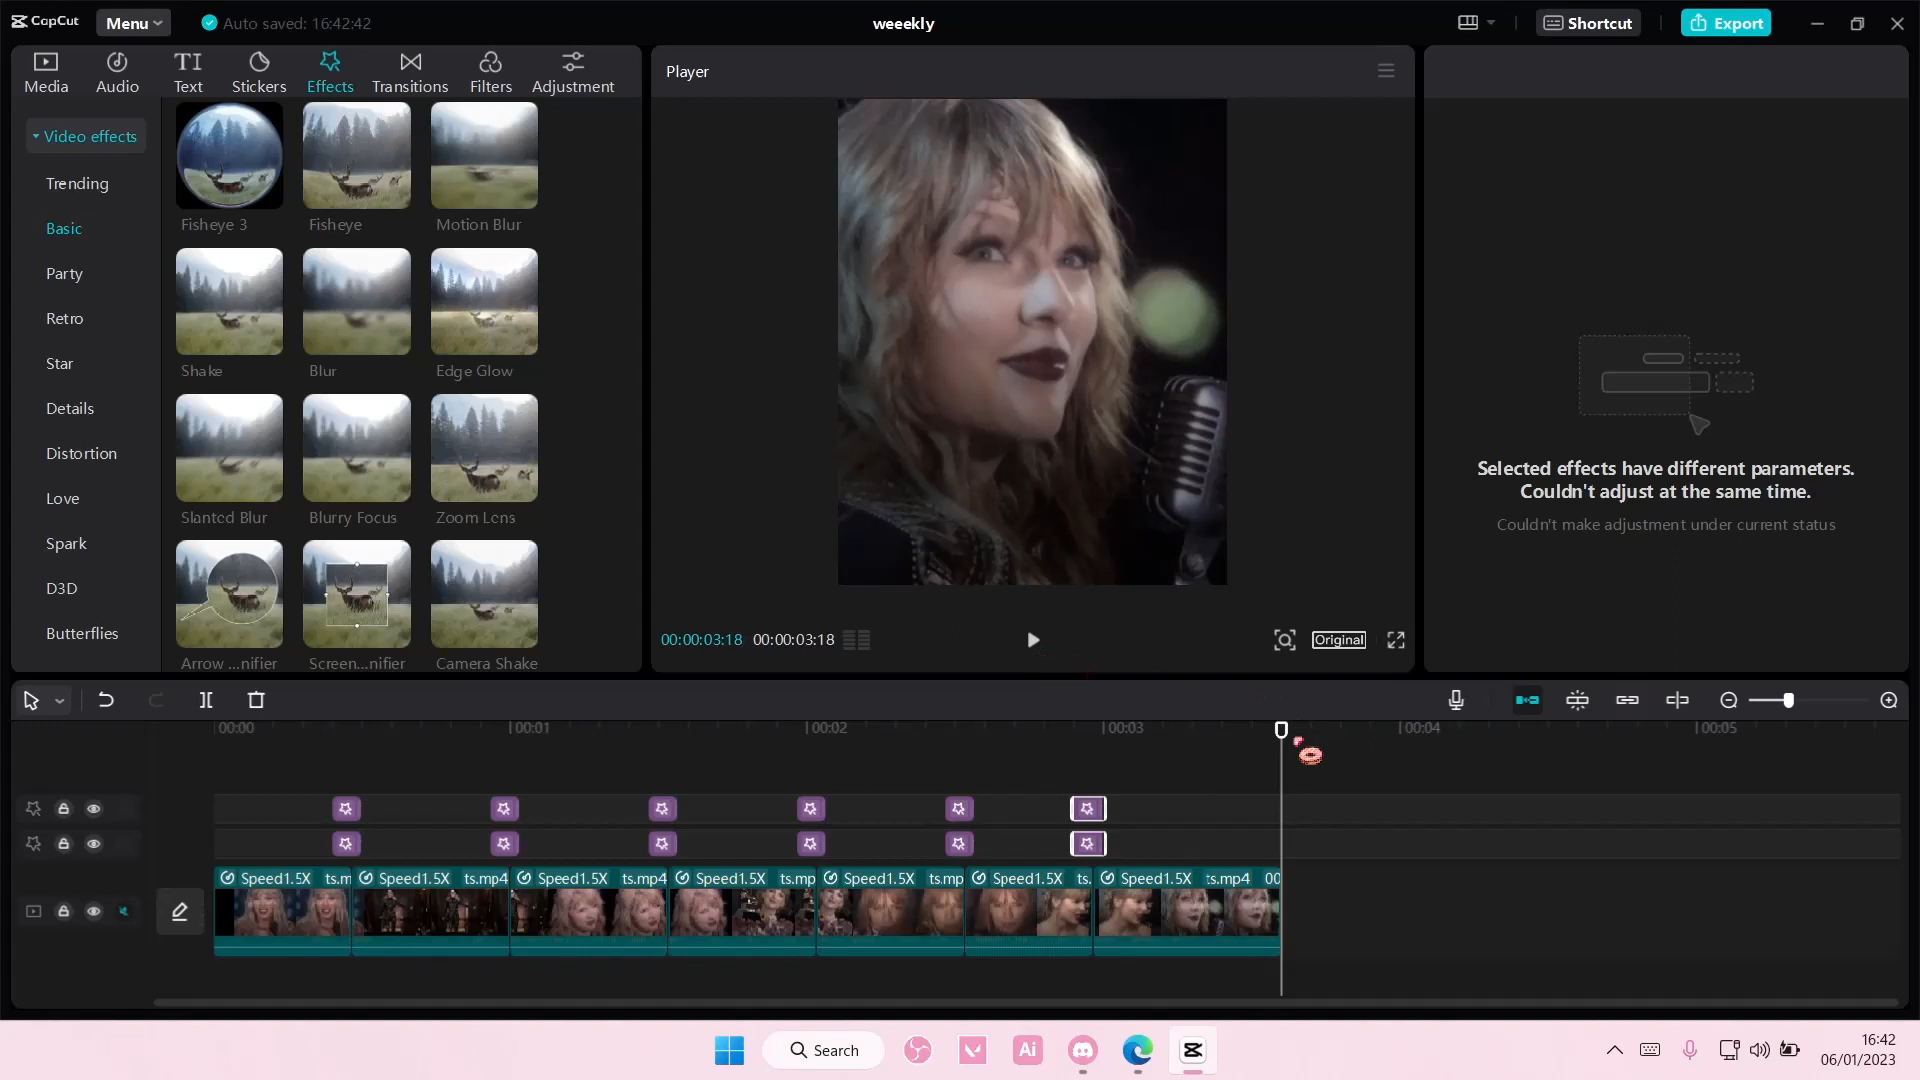 CapCut
Menu
Auto saved: 16:42:42
weeekly
Shortcut
Export
Media
Audio
TI
Text
Stickers
Effects
Transitions
Filters
Adjustment
Player
Video effects
Trending
Basic
Party
Retro
Star
Details
Distortion
Love
Spark
D3D
Butterflies
Fisheye 3
Fisheye
Motion Blur
Shake
Blur
Edge Glow
Slanted Blur
Blurry Focus
Zoom Lens
Arrow ...nifier
Screen...nifier
Camera Shake
Selected effects have different parameters.
Couldn't adjust at the same time.
Couldn't make adjustment under current status
00:00:03:18 00:00:03:18
Original
00:00
00:01
00:02
00:03
00:04
00:05
Speed1.5X ts.m
Speed1.5X ts.mp4
Speed1.5X ts.mp4
Speed1.5X ts.mp
Speed1.5X ts.mp
Speed1.5X ts.
Speed1.5X ts.mp4 00
Search
Ai
16:42
06/01/2023